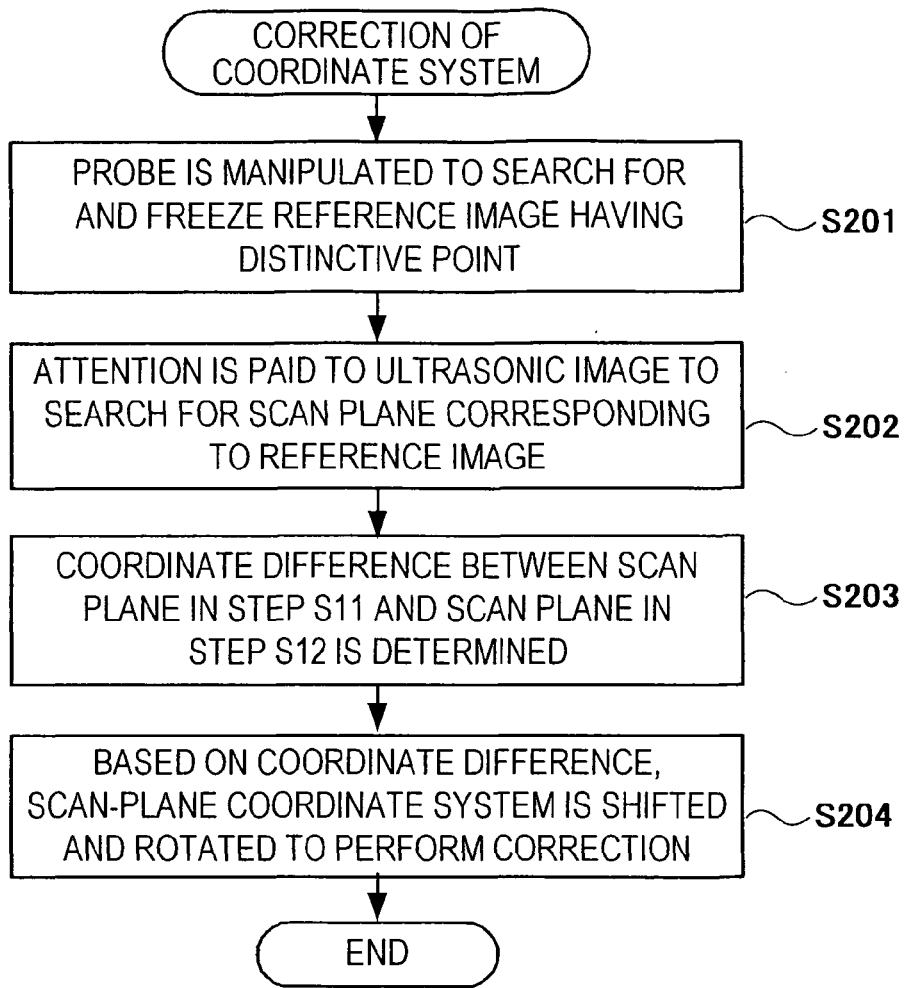 CORRECTION OF
COORDINATE SYSTEM
PROBE IS MANIPULATED TO SEARCH FOR
AND FREEZE REFERENCE IMAGE HAVING
DISTINCTIVE POINT
S201
ATTENTION IS PAID TO ULTRASONIC IMAGE TO
SEARCH FOR SCAN PLANE CORRESPONDING
TO REFERENCE IMAGE
S202
COORDINATE DIFFERENCE BETWEEN SCAN
PLANE IN STEP S11 AND SCAN PLANE IN
STEP S12 IS DETERMINED
S203
BASED ON COORDINATE DIFFERENCE,
SCAN-PLANE COORDINATE SYSTEM IS SHIFTED
AND ROTATED TO PERFORM CORRECTION
S204
END